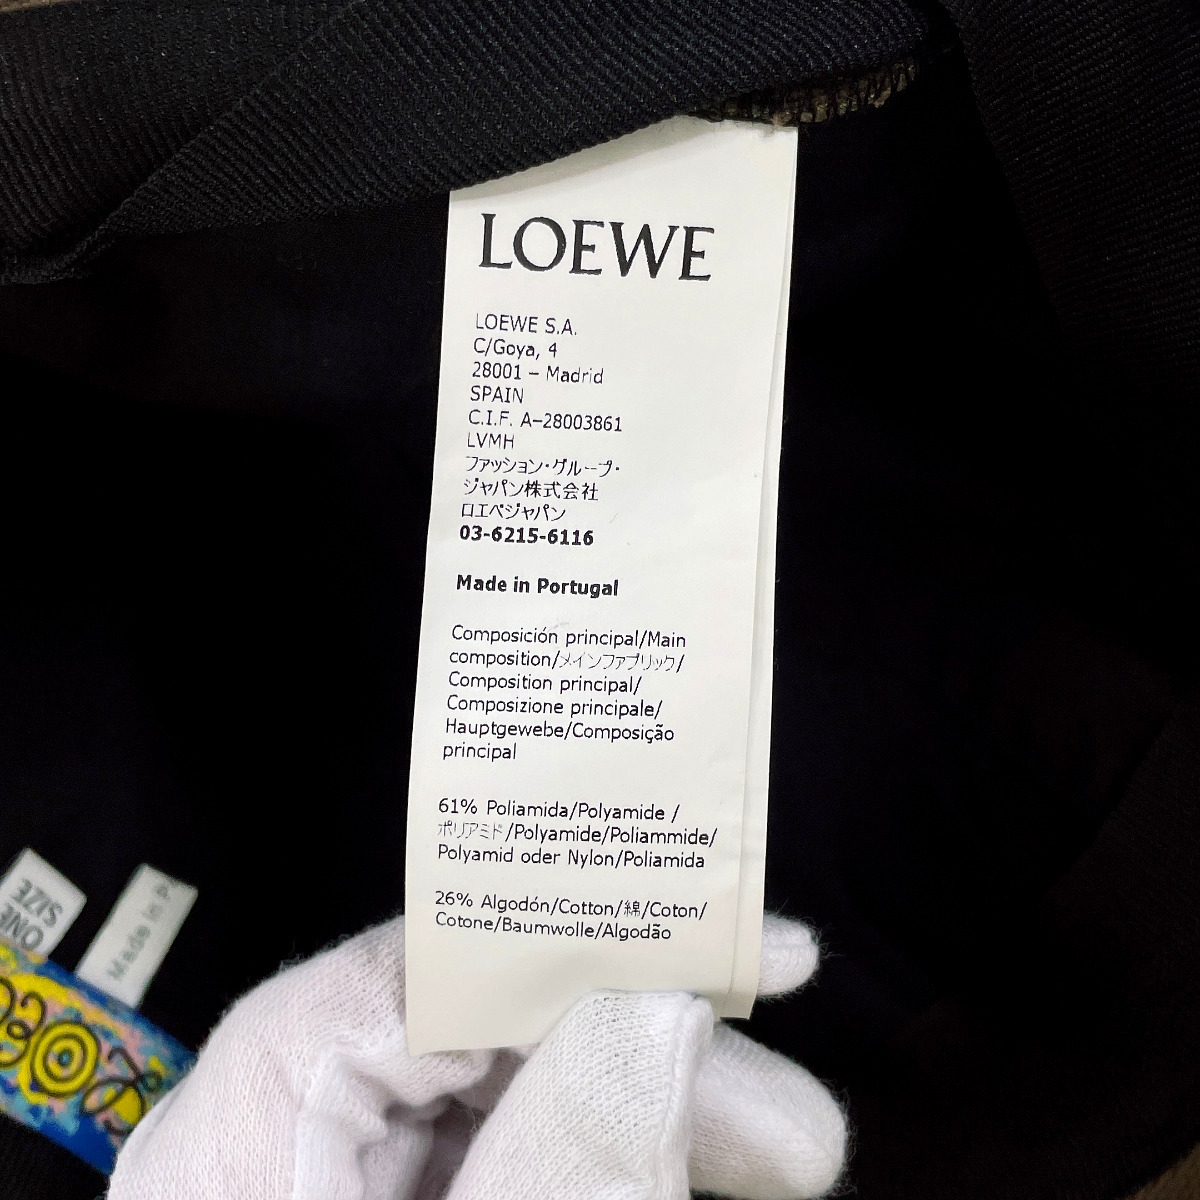 LOEWE
LOEWE S.A.
C/Goya, 4
28001 – Madrid
SPAIN
C.I.F. A-28003861
LVMH
ファッション・グループ・
ジャパン株式会社
ロエベジャパン
03-6215-6116
Made in Portugal
Composición principal/Main
composition/メインファブリック/
Composition principal/
Composizione principale/
Hauptgewebe/Composição
principal
61% Poliamida/Polyamide /
ポリアミド/Polyamide/Poliammide/
Polyamid oder Nylon/Poliamida
26% Algodón/Cotton/綿/Coton/
Cotone/Baumwolle/Algodão
ONE
SIZE
Made in